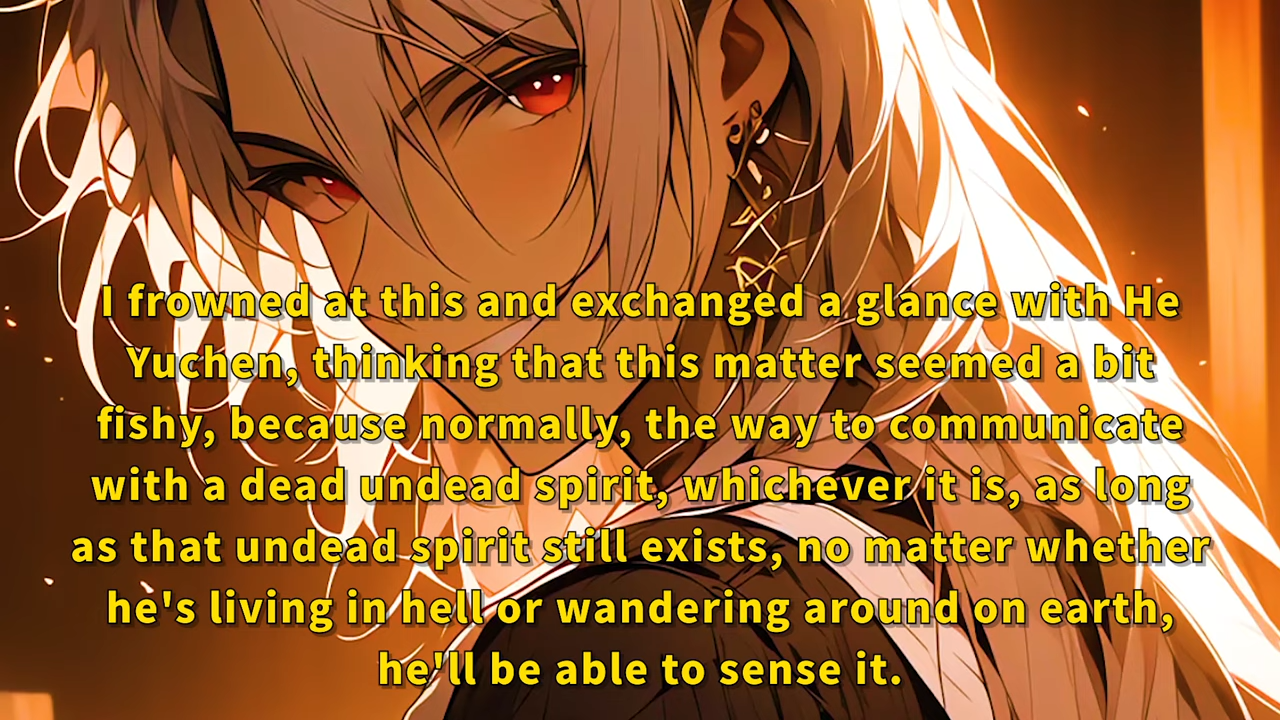 I frowned at this and exchanged a glance with He
Yuchen, thinking that this matter seemed a bit
fishy, because normally, the way to communicate
with a dead undead spirit, whichever it is, as long
as that undead spirit still exists, no matter whether
he's living in hell or wandering around on earth,
he'll be able to sense it.